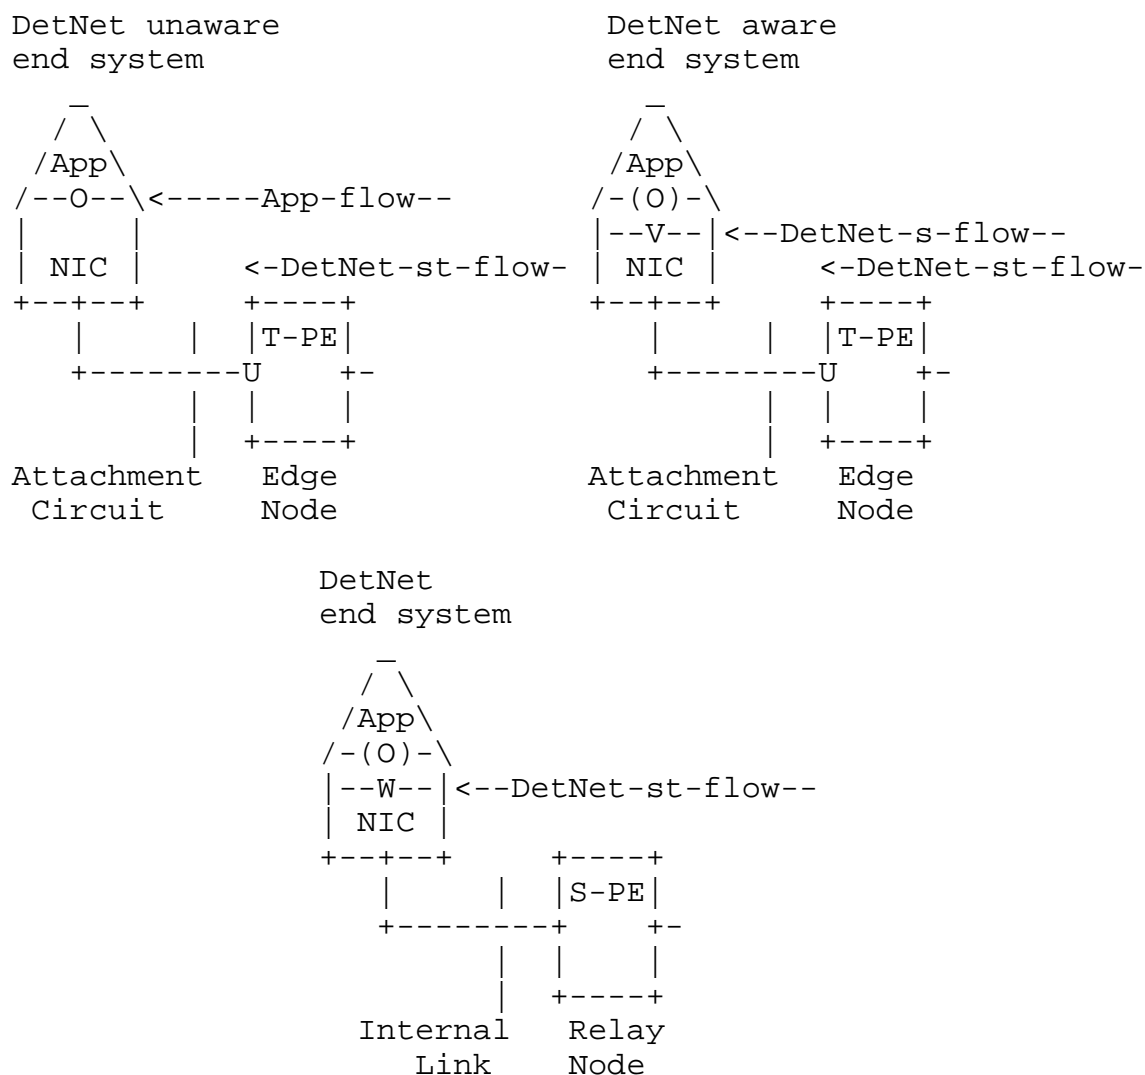 DetNet unaware                 DetNet aware
end system                     end system
   _                              _
  / \                            / \
 /App\                          /App\
/--O--\<-----App-flow--        /-(O)-\
|     |                       |--V--|<--DetNet-s-flow--
| NIC |     <-DetNet-st-flow- | NIC |     <-DetNet-st-flow-
+--+--+     +----+            +--+--+     +----+
   |     |  |T-PE|               |     |  |T-PE|
   +--------U    +-              +--------U    +-
         |  |    |                     |  |    |
         |  +----+                     |  +----+
Attachment   Edge             Attachment   Edge
 Circuit     Node              Circuit     Node
                DetNet
                end system
                   _
                  / \
                 /App\
                /-(O)-\
                |--W--|<--DetNet-st-flow--
                | NIC |
                +--+--+     +----+
                   |     |  |S-PE|
                   +--------+    +-
                         |  |    |
                         |  +----+
                  Internal   Relay
                     Link    Node